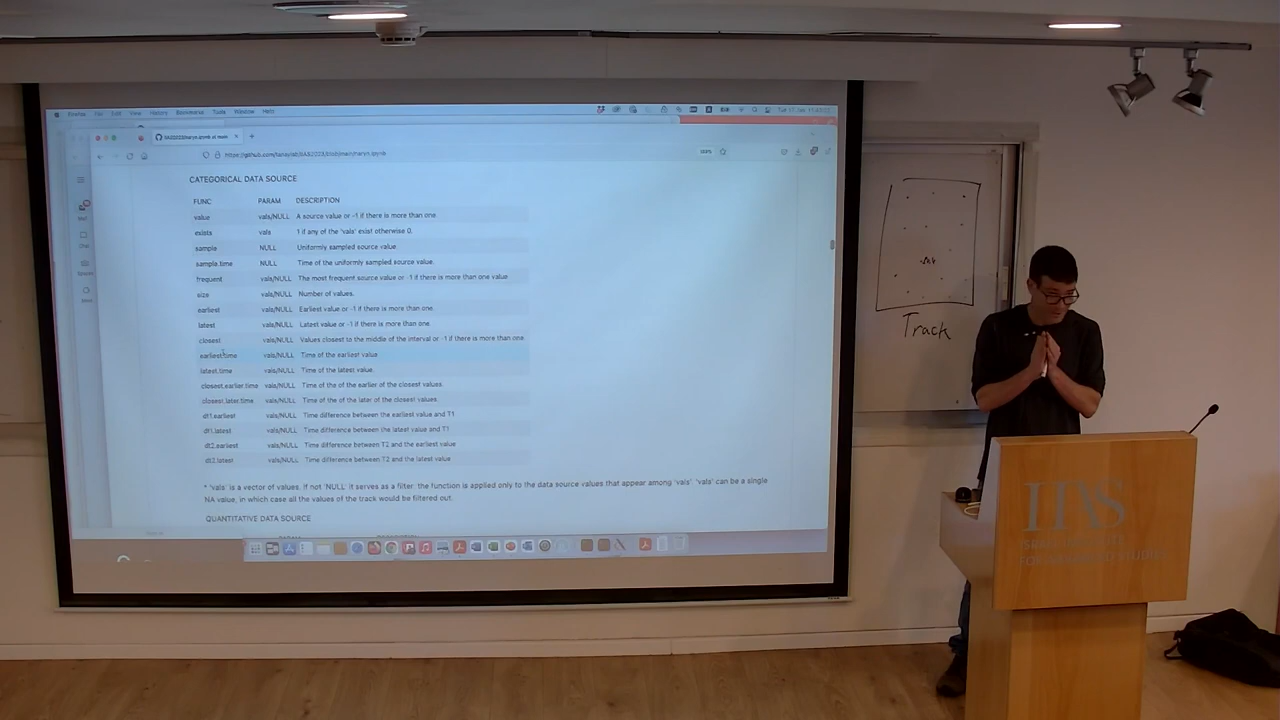 Firefox File Edit View History Bookmarks Tools Window Help
CATEGORICAL DATA SOURCE
FUNC PARAM DESCRIPTION
value vals/NULL A source value or -1 if there is more than one.
exists vals 1 if any of the 'vals' exist otherwise 0.
sample NULL Uniformly sampled source value.
sample.time NULL Time of the uniformly sampled source value.
frequent vals/NULL The most frequent source value or -1 if there is more than one value
size vals/NULL Number of values.
earliest vals/NULL Earliest value or -1 if there is more than one.
latest vals/NULL Latest value or -1 if there is more than one
closest vals/NULL Values closest to the middle of the interval or -1 if there is more than one
earliest.time vals/NULL Time of the earliest value
latest.time vals/NULL Time of the latest value.
closest.earlier.time vals/NULL Time of the of the earlier of the closest values.
closest.later.time vals/NULL Time of the of the later of the closest values
dt1.earliest vals/NULL Time difference between the earliest value and T1
dt1.latest vals/NULL Time difference between the latest value and T1
dt2.earliest vals/NULL Time difference between T2 and the earliest value
dt2.latest vals/NULL Time difference between T2 and the latest value
* 'vals' is a vector of values. If not 'NULL' it serves as a filter: the function is applied only to the data source values that appear among 'vals'. 'vals' can be a single
NA value, in which case all the values of the track would be filtered out.
QUANTITATIVE DATA SOURCE
Track
IIAS